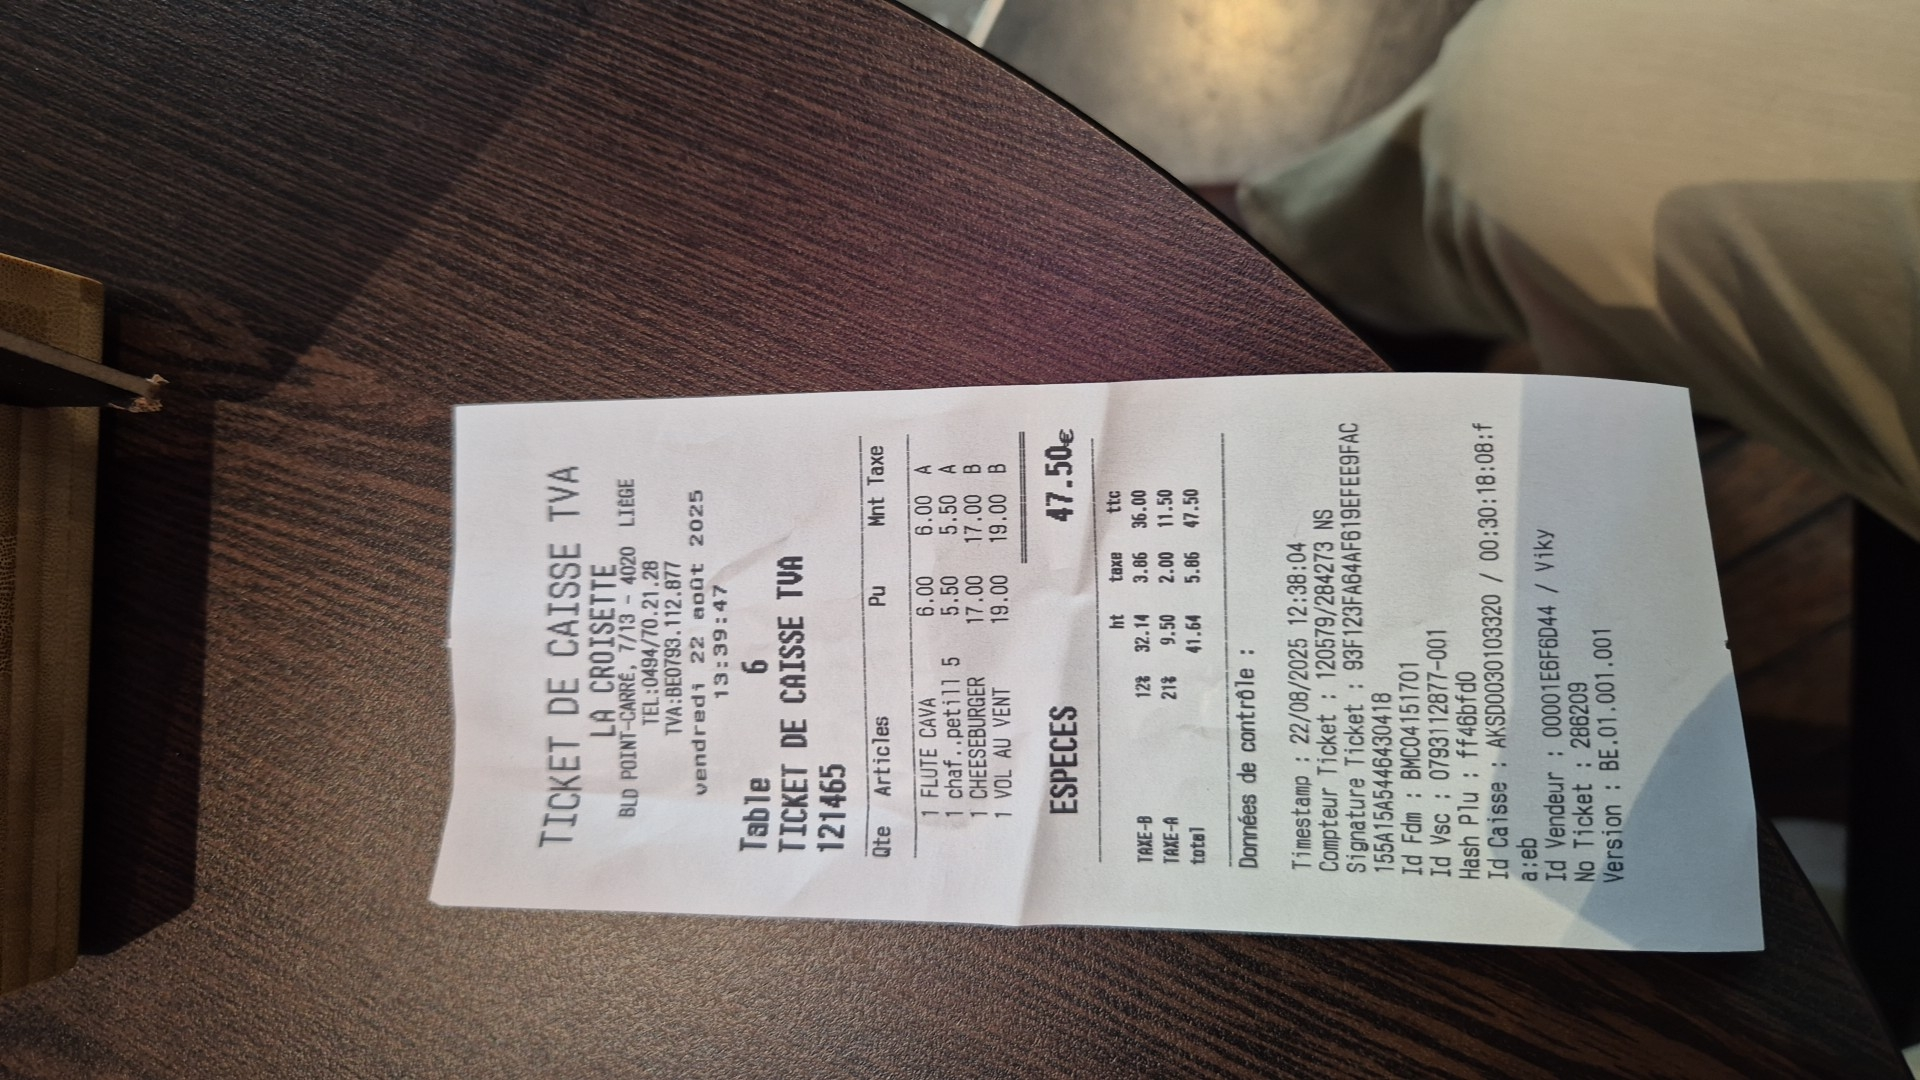 TICKET DE CAISSE TVA
LA CROISETTE
BLD POINT-CARRÉ, 7/13 - 4020 LIÈGE
TEL:0494/70.21.28
TVA:BE0793.112.877
vendredi 22 août 2025
13:39:47
Table 6
TICKET DE CAISSE TVA
121465
Qte Articles Pu Mnt Taxe
1 FLUTE CAVA 6.00 6.00 A
1 chaf..petill 5 5.50 5.50 A
1 CHEESEBURGER 17.00 17.00 B
1 VOL AU VENT 19.00 19.00 B
ESPECES 47.50€
ht taxe ttc
TAXE-B 12% 32.14 3.86 36.00
TAXE-A 21% 9.50 2.00 11.50
total 41.64 5.86 47.50
Données de contrôle :
Timestamp : 22/08/2025 12:38:04
Compteur Ticket : 120579/284273 NS
Signature Ticket : 93F123FA64AF619EFEE9FAC
155A15A5446430418
Id Fdm : BMC04151701
Id Vsc : 0793112877-001
Hash Plu : ff46bfd0
Id Caisse : AKSD0030103320 / 00:30:18:08:f
a:eb
Id Vendeur : 00001E6F6D44 / Viky
No Ticket : 286209
Version : BE.01.001.001